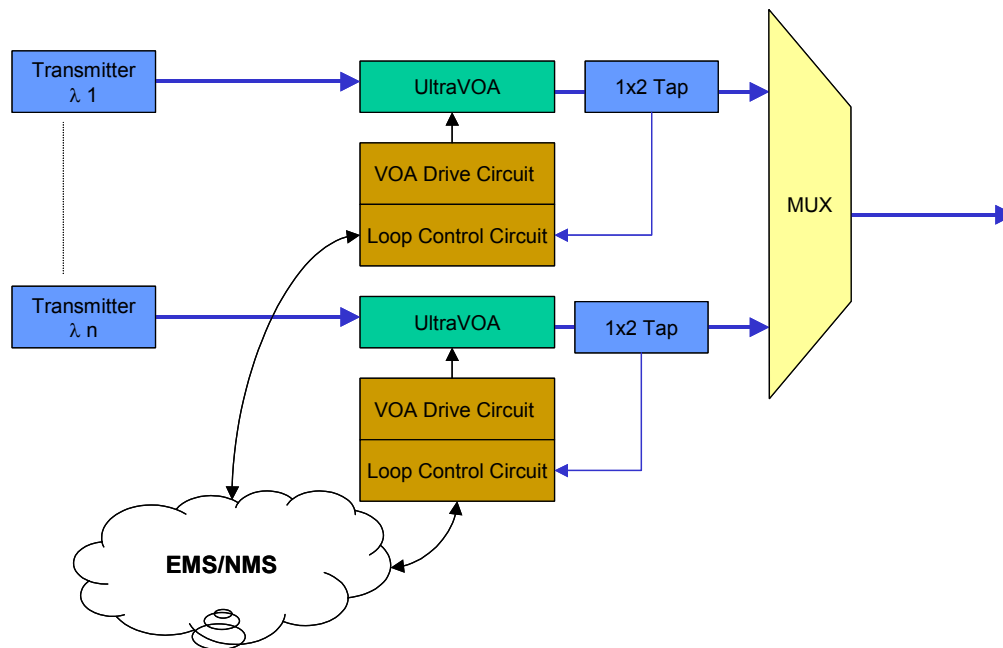 Transmitter
λ 1
UltraVOA
1x2 Tap
VOA Drive Circuit
Loop Control Circuit
MUX
Transmitter
λ n
UltraVOA
1x2 Tap
VOA Drive Circuit
Loop Control Circuit
EMS/NMS